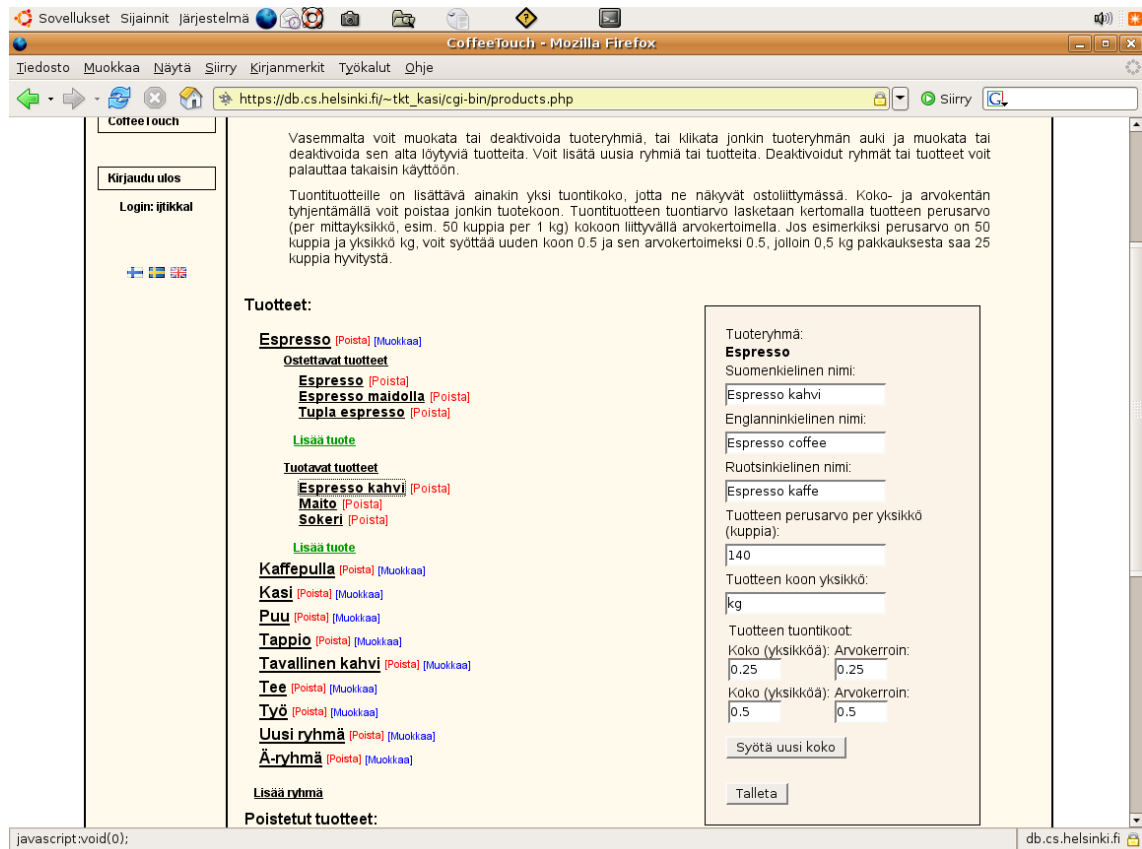 Sovellukset Sijainnit Järjestelmä
CoffeeTouch - Mozilla Firefox
Tiedosto Muokkaa Näytä Siirry Kirjanmerkit Työkalut Ohje
https://db.cs.helsinki.fi/~tkt_kasi/cgi-bin/products.php
Siirry
CoffeeTouch
Kirjaudu ulos
Login: ijtikkal
Vasemmalta voit muokata tai deaktivoida tuoteryhmiä, tai klikata jonkin tuoteryhmän auki ja muokata tai
deaktivoida sen alta löytyviä tuotteita. Voit lisätä uusia ryhmiä tai tuotteita. Deaktivoidut ryhmät tai tuotteet voit
palauttaa takaisin käyttöön.
Tuontituotteille on lisättävä ainakin yksi tuontikoko, jotta ne näkyvät ostoliittymässä. Koko- ja arvokentän
tyhjentämällä voit poistaa jonkin tuotekoon. Tuontituotteen tuontiarvo lasketaan kertomalla tuotteen perusarvo
(per mittayksikkö, esim. 50 kuppia per 1 kg) kokoon liittyvällä arvokertoimella. Jos esimerkiksi perusarvo on 50
kuppia ja yksikkö kg, voit syöttää uuden koon 0.5 ja sen arvokertoimeksi 0.5, jolloin 0,5 kg pakkauksesta saa 25
kuppia hyvitystä.
Tuotteet:
Espresso [Poista] [Muokkaa]
Ostettavat tuotteet
Espresso [Poista]
Espresso maidolla [Poista]
Tupla espresso [Poista]
Lisää tuote
Tuotavat tuotteet
Espresso kahvi [Poista]
Maito [Poista]
Sokeri [Poista]
Lisää tuote
Kaffepulla [Poista] [Muokkaa]
Kasi [Poista] [Muokkaa]
Puu [Poista] [Muokkaa]
Tappio [Poista] [Muokkaa]
Tavallinen kahvi [Poista] [Muokkaa]
Tee [Poista] [Muokkaa]
Työ [Poista] [Muokkaa]
Uusi ryhmä [Poista] [Muokkaa]
Ä-ryhmä [Poista] [Muokkaa]
Lisää ryhmä
Poistetut tuotteet:
Tuoteryhmä:
Espresso
Suomenkielinen nimi:
Espresso kahvi
Englanninkielinen nimi:
Espresso coffee
Ruotsinkielinen nimi:
Espresso kaffe
Tuotteen perusarvo per yksikkö
(kuppia):
140
Tuotteen koon yksikkö:
kg
Tuotteen tuontikoot:
Koko (yksikköä): Arvokerroin:
0.25 0.25
Koko (yksikköä): Arvokerroin:
0.5 0.5
Syötä uusi koko
Talleta
javascript:void(0);
db.cs.helsinki.fi